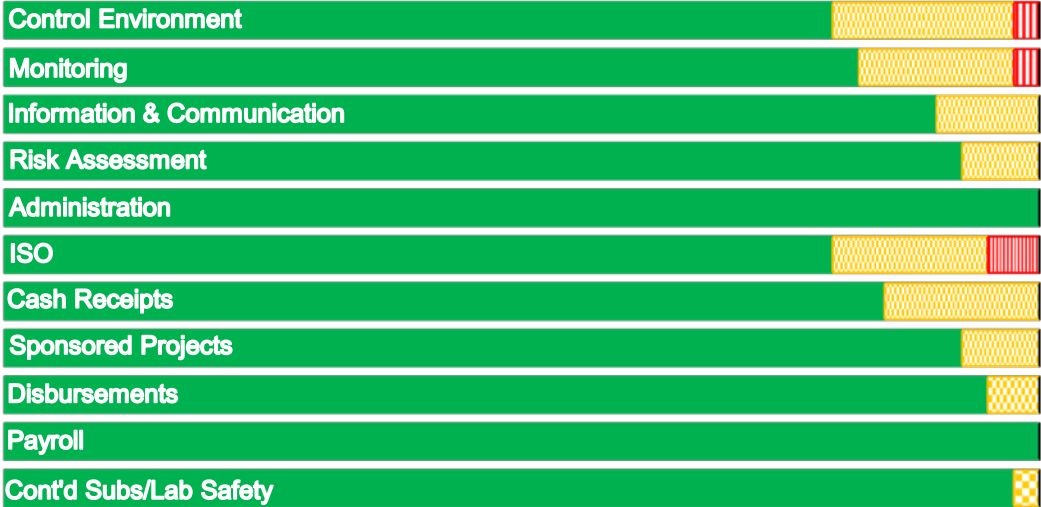 Control Environment
Monitoring
Information & Communication
Risk Assessment
Administration
ISO
Cash Receipts
Sponsored Projects
Disbursements
Payroll
Cont'd Subs/Lab Safety